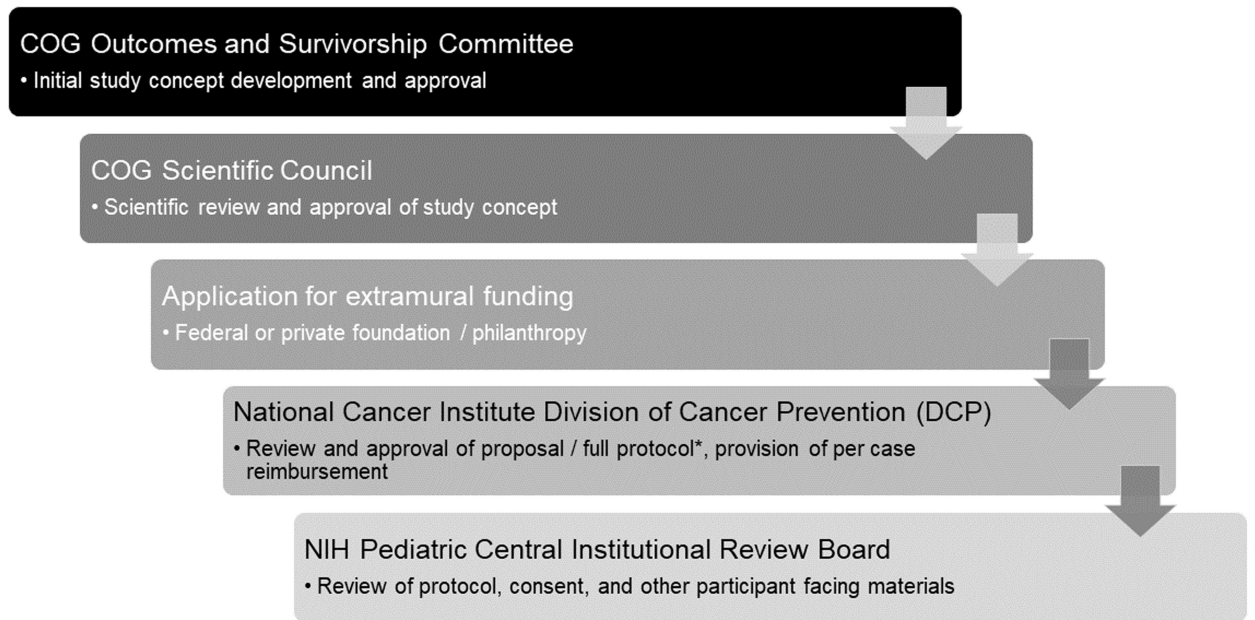 COG Outcomes and Survivorship Committee
• Initial study concept development and approval
COG Scientific Council
• Scientific review and approval of study concept
Application for extramural funding
• Federal or private foundation / philanthropy
National Cancer Institute Division of Cancer Prevention (DCP)
• Review and approval of proposal / full protocol*, provision of per case
reimbursement
NIH Pediatric Central Institutional Review Board
• Review of protocol, consent, and other participant facing materials